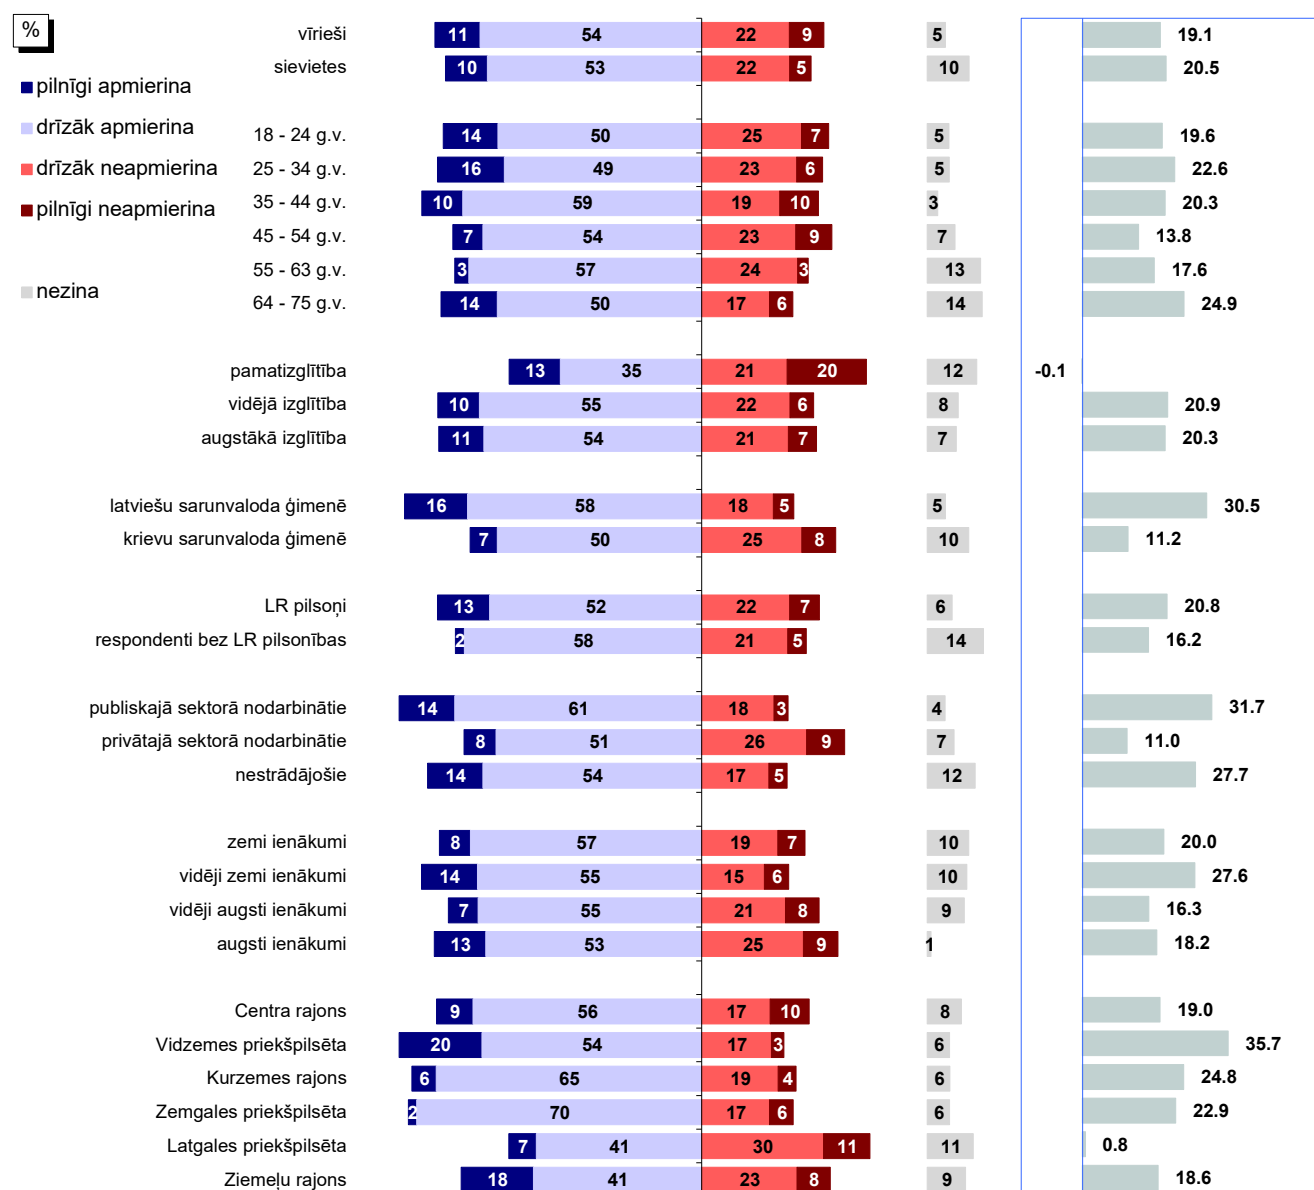 %
pilnīgi apmierina
drīzāk apmierina
drīzāk neapmierina
pilnīgi neapmierina
nezina
vīrieši 11 54 22 9 5 19.1
sievietes 10 53 22 5 10 20.5
18 - 24 g.v. 14 50 25 7 5 19.6
25 - 34 g.v. 16 49 23 6 5 22.6
35 - 44 g.v. 10 59 19 10 3 20.3
45 - 54 g.v. 7 54 23 9 7 13.8
55 - 63 g.v. 3 57 24 3 13 17.6
64 - 75 g.v. 14 50 17 6 14 24.9
pamatizglītība 13 35 21 20 12 -0.1
vidējā izglītība 10 55 22 6 8 20.9
augstākā izglītība 11 54 21 7 7 20.3
latviešu sarunvaloda ģimenē 16 58 18 5 5 30.5
krievu sarunvaloda ģimenē 7 50 25 8 10 11.2
LR pilsoņi 13 52 22 7 6 20.8
respondenti bez LR pilsonības 2 58 21 5 14 16.2
publiskajā sektorā nodarbinātie 14 61 18 3 4 31.7
privātajā sektorā nodarbinātie 8 51 26 9 7 11.0
nestrādājošie 14 54 17 5 12 27.7
zemi ienākumi 8 57 19 7 10 20.0
vidēji zemi ienākumi 14 55 15 6 10 27.6
vidēji augsti ienākumi 7 55 21 8 9 16.3
augsti ienākumi 13 53 25 9 1 18.2
Centra rajons 9 56 17 10 8 19.0
Vidzemes priekšpilsēta 20 54 17 3 6 35.7
Kurzemes rajons 6 65 19 4 6 24.8
Zemgales priekšpilsēta 2 70 17 6 6 22.9
Latgales priekšpilsēta 7 41 30 11 11 0.8
Ziemeļu rajons 18 41 23 8 9 18.6